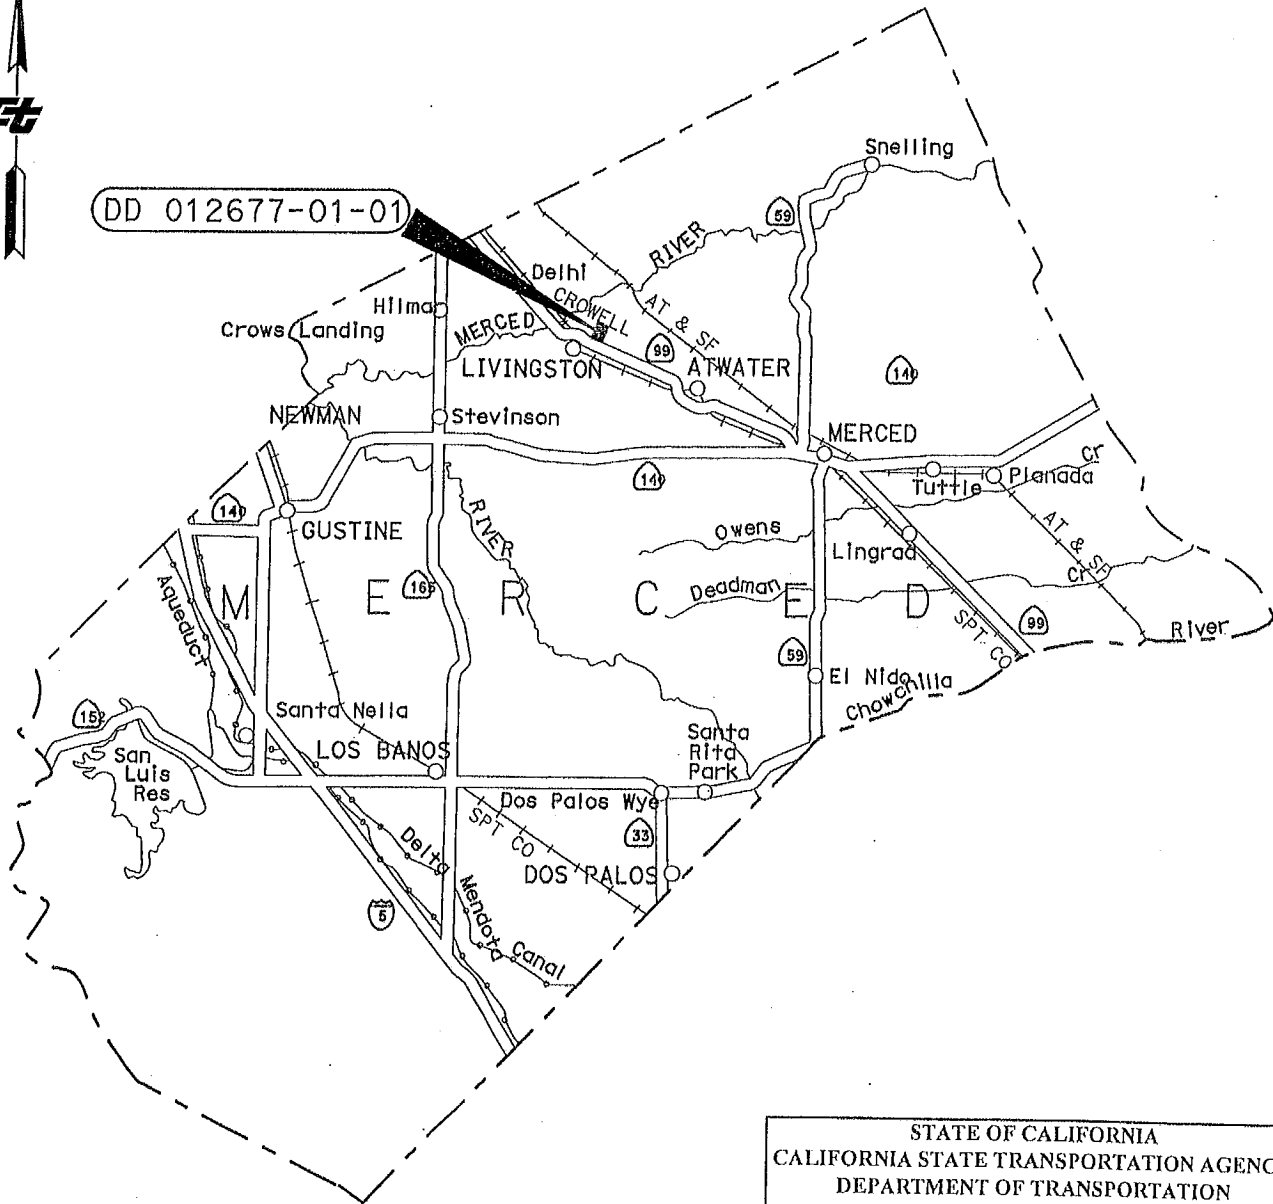 Snelling
DD 012677-01-01
59
RIVER
Delhi
CROWELL
AT & SF
Hilma
Crows Landing
MERCED
99
140
LIVINGSTON
ATWATER
NEWMAN
Stevinson
MERCED
Cr
140
Tuttle
Planada
140
GUSTINE
RIVER
Owens
Lingrad
AT & SF
Aqueduct
165
Deadman
Cr
M E R C E D
SPT CO
99
River
59
El Nido
Chowchilla
152
Santa Nella
Santa
Rita
Park
San
Luis
Res
LOS BANOS
Dos Palos Wye
SPT CO
33
Delta
DOS PALOS
Mendota
5
Canal
STATE OF CALIFORNIA
CALIFORNIA STATE TRANSPORTATION AGENC
DEPARTMENT OF TRANSPORTATION